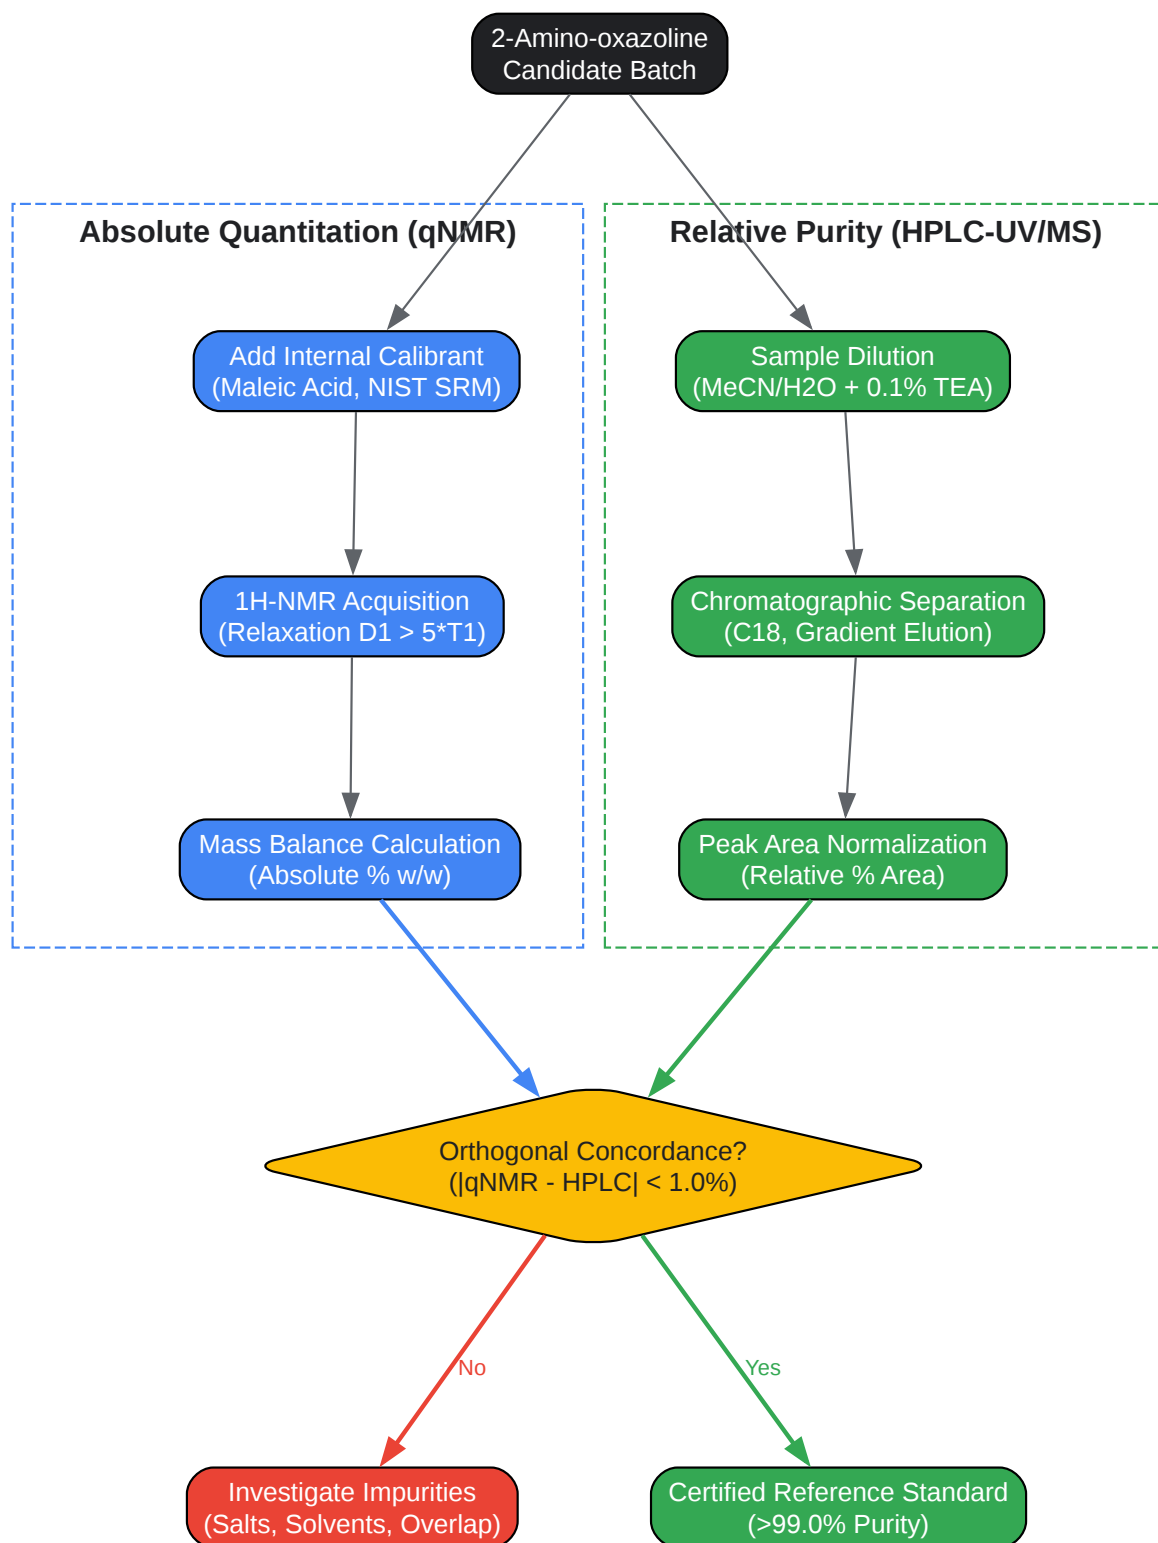 2-Amino-oxazoline
Candidate Batch
Absolute Quantitation (qNMR)
Relative Purity (HPLC-UV/MS)
Add Internal Calibrant
(Maleic Acid, NIST SRM)
Sample Dilution
(MeCN/H2O + 0.1% TEA)
1H-NMR Acquisition
(Relaxation D1 > 5*T1)
Chromatographic Separation
(C18, Gradient Elution)
Mass Balance Calculation
(Absolute % w/w)
Peak Area Normalization
(Relative % Area)
Orthogonal Concordance?
(|qNMR - HPLC| < 1.0%)
No
Yes
Investigate Impurities
(Salts, Solvents, Overlap)
Certified Reference Standard
(>99.0% Purity)